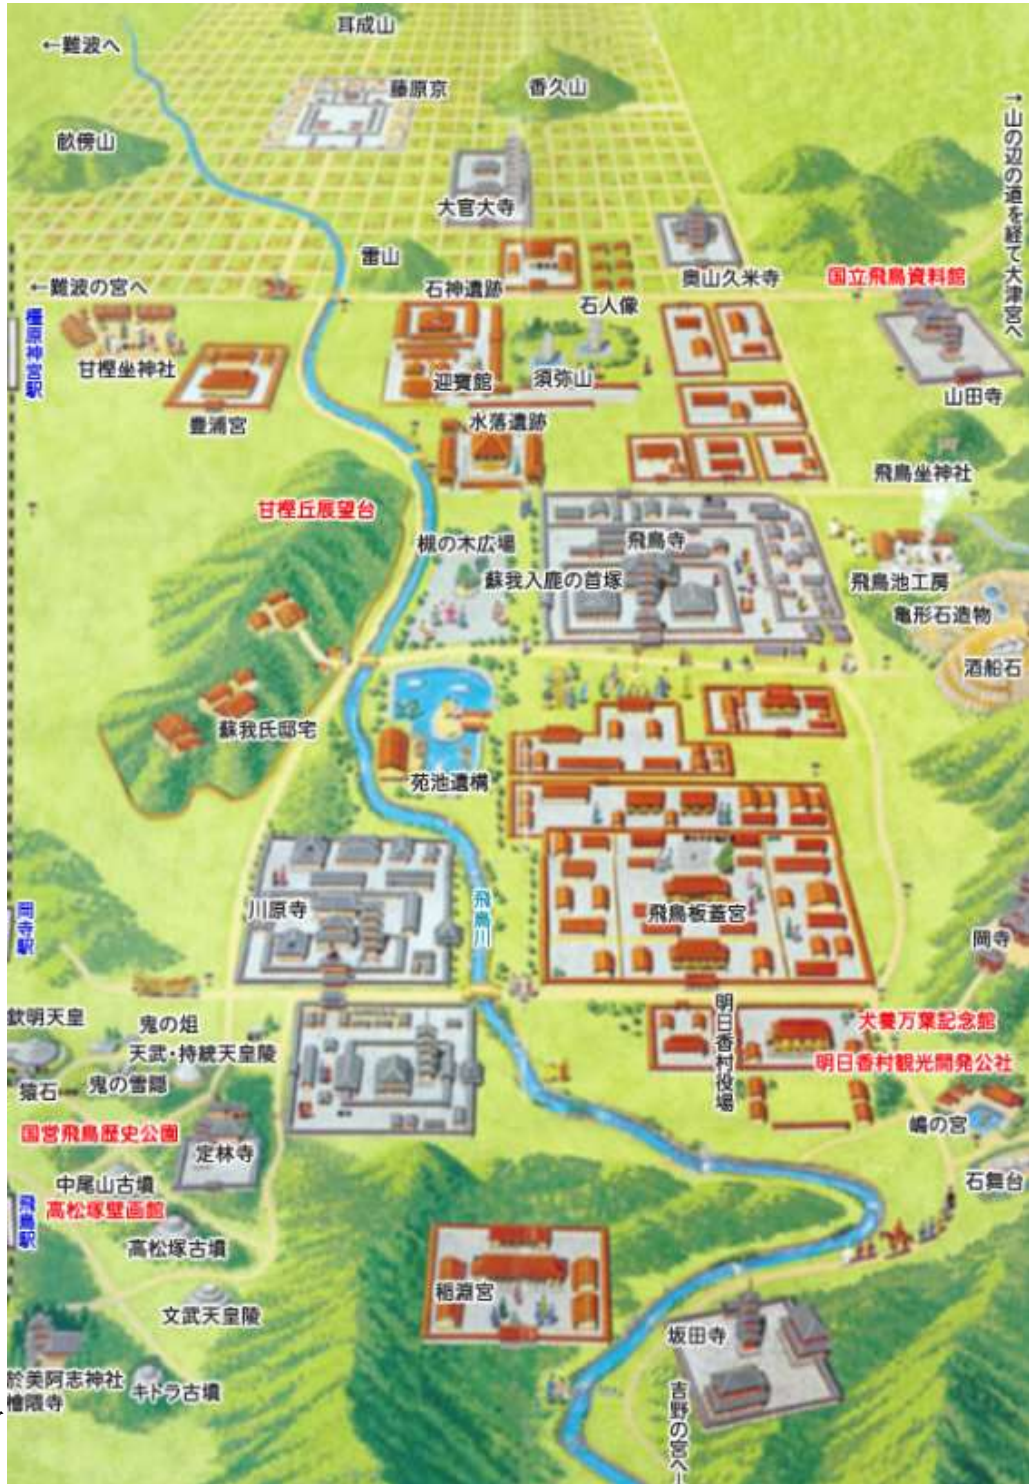 耳成山
←難波へ
藤原京
香久山
畝傍山
→山の辺の道を経て大津宮へ
大官大寺
雷山
奥山久米寺
国立飛鳥資料館
←難波の宮へ
石神遺跡
石人像
橿原神宮駅
甘樫坐神社
迎賓館
須弥山
山田寺
豊浦宮
水落遺跡
飛鳥坐神社
甘樫丘展望台
槻の木広場
飛鳥寺
蘇我入鹿の首塚
飛鳥池工房
亀形石造物
酒船石
蘇我氏邸宅
苑池遺構
川原寺
飛鳥川
飛鳥板蓋宮
岡寺駅
岡寺
欽明天皇
鬼の俎
天武・持統天皇陵
猿石
鬼の雪隠
明日香村役場
犬養万葉記念館
明日香村観光開発公社
国営飛鳥歴史公園
定林寺
嶋の宮
中尾山古墳
石舞台
飛鳥駅
高松塚壁画館
高松塚古墳
文武天皇陵
稲淵宮
坂田寺
於美阿志神社
檜隈寺
キトラ古墳
吉野の宮へ